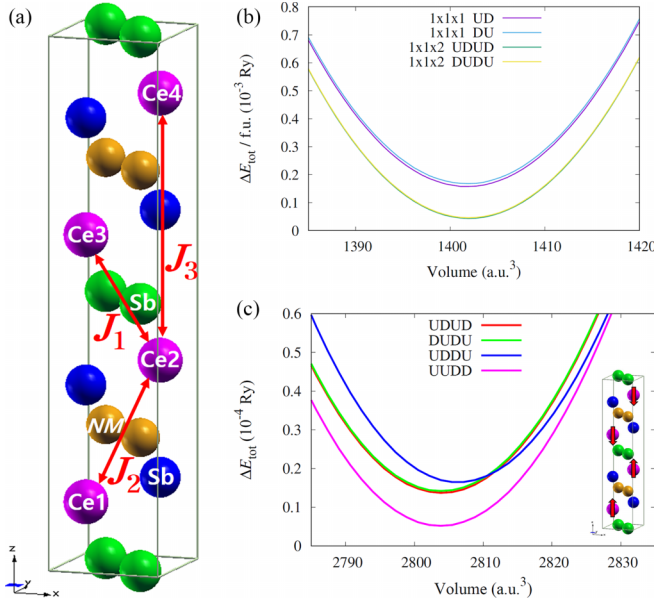 (a)
Ce4
Ce3
J3
Sb
J1
Ce2
NM
J2
Sb
Ce1
z
y
x
(b)
ΔEtot / f.u. (10⁻³ Ry)
0.8
0.7
0.6
0.5
0.4
0.3
0.2
0.1
0
1x1x1 UD
1x1x1 DU
1x1x2 UDUD
1x1x2 DUDU
1390 1400 1410 1420
Volume (a.u.³)
(c)
ΔEtot (10⁻⁴ Ry)
0.6
0.5
0.4
0.3
0.2
0.1
0
UDUD
DUDU
UDDU
UUDD
2790 2800 2810 2820 2830
Volume (a.u.³)